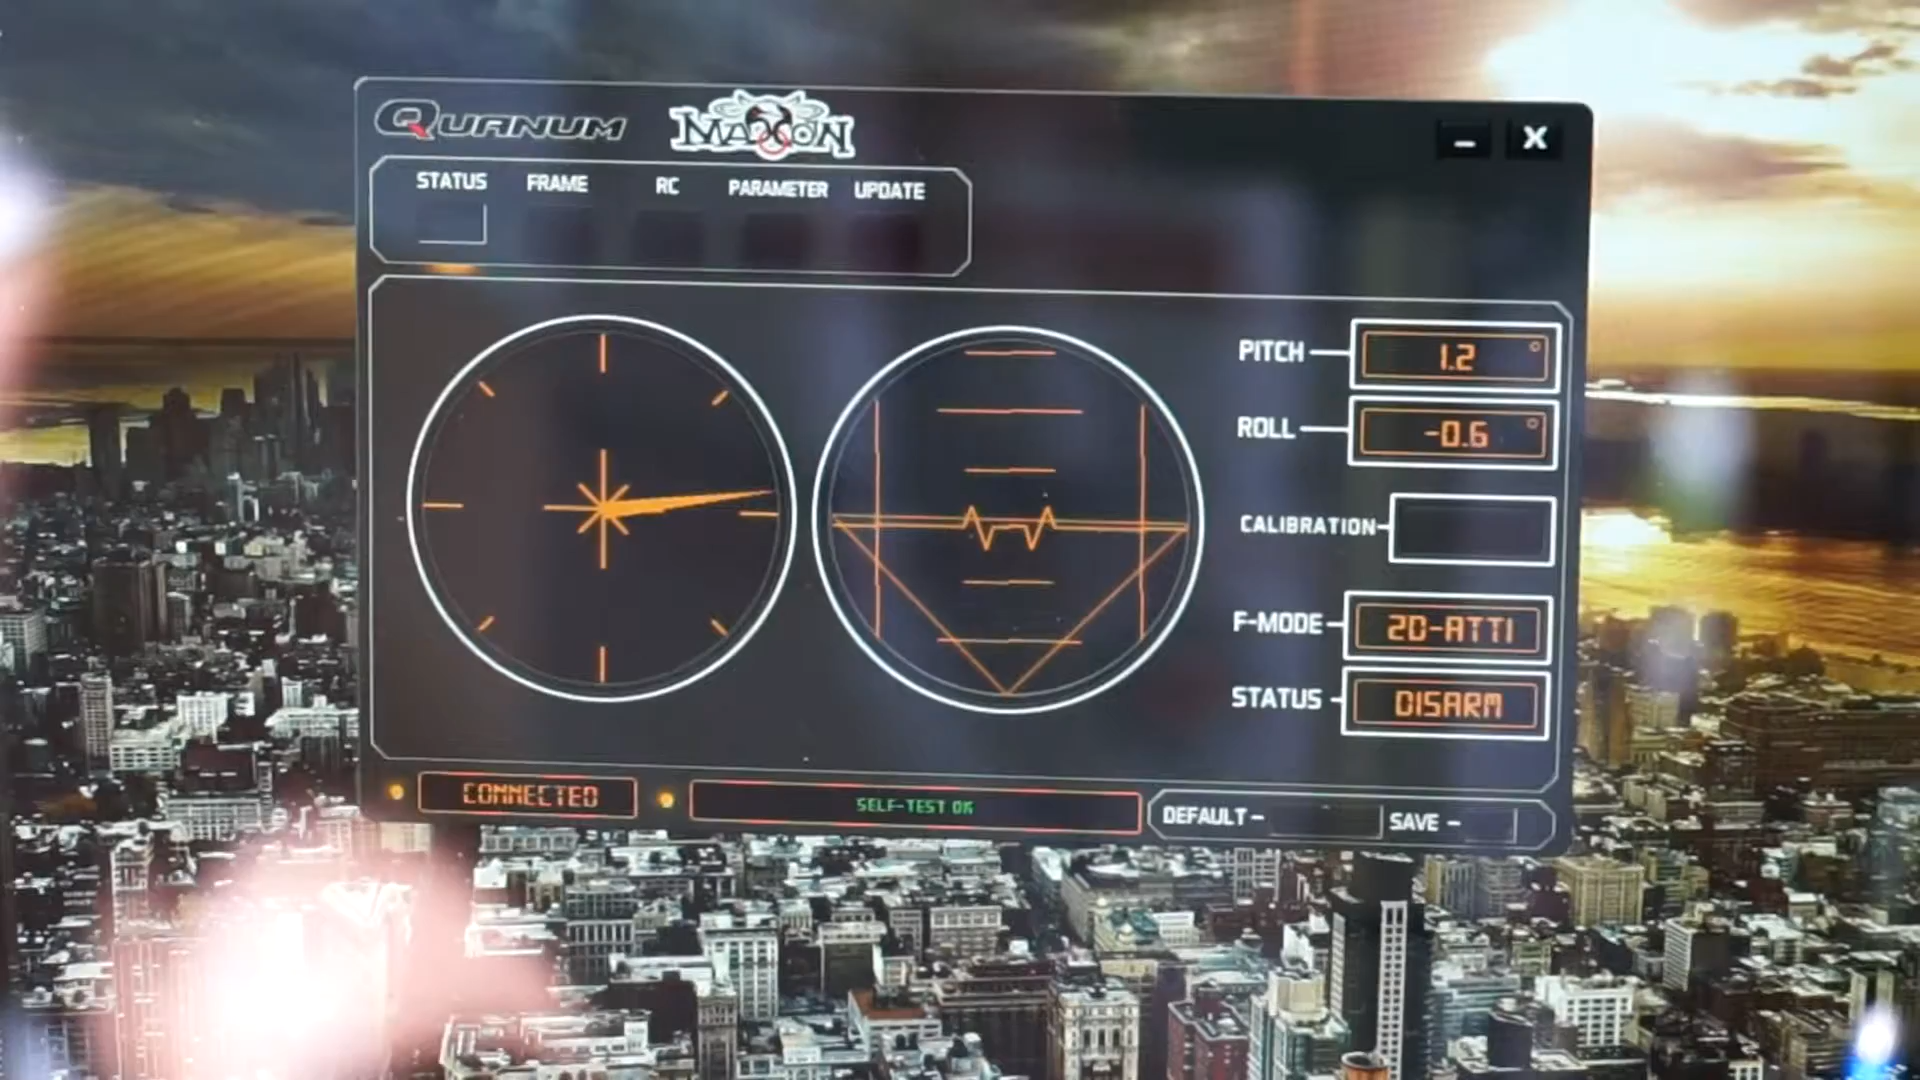 QUANUM
STATUS FRAME RC PARAMETER UPDATE
PITCH 1.2 °
ROLL -0.6 °
CALIBRATION
F-MODE 2D-ATTI
STATUS DISARM
CONNECTED SELF-TEST OK DEFAULT SAVE